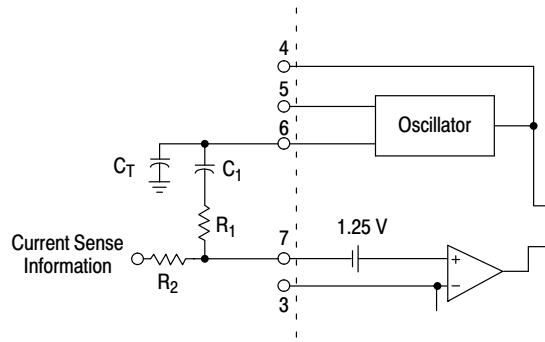 4
5
Oscillator
6
C_T
C_1
R_1
7
1.25 V
Current Sense
Information
R_2
+
−
3